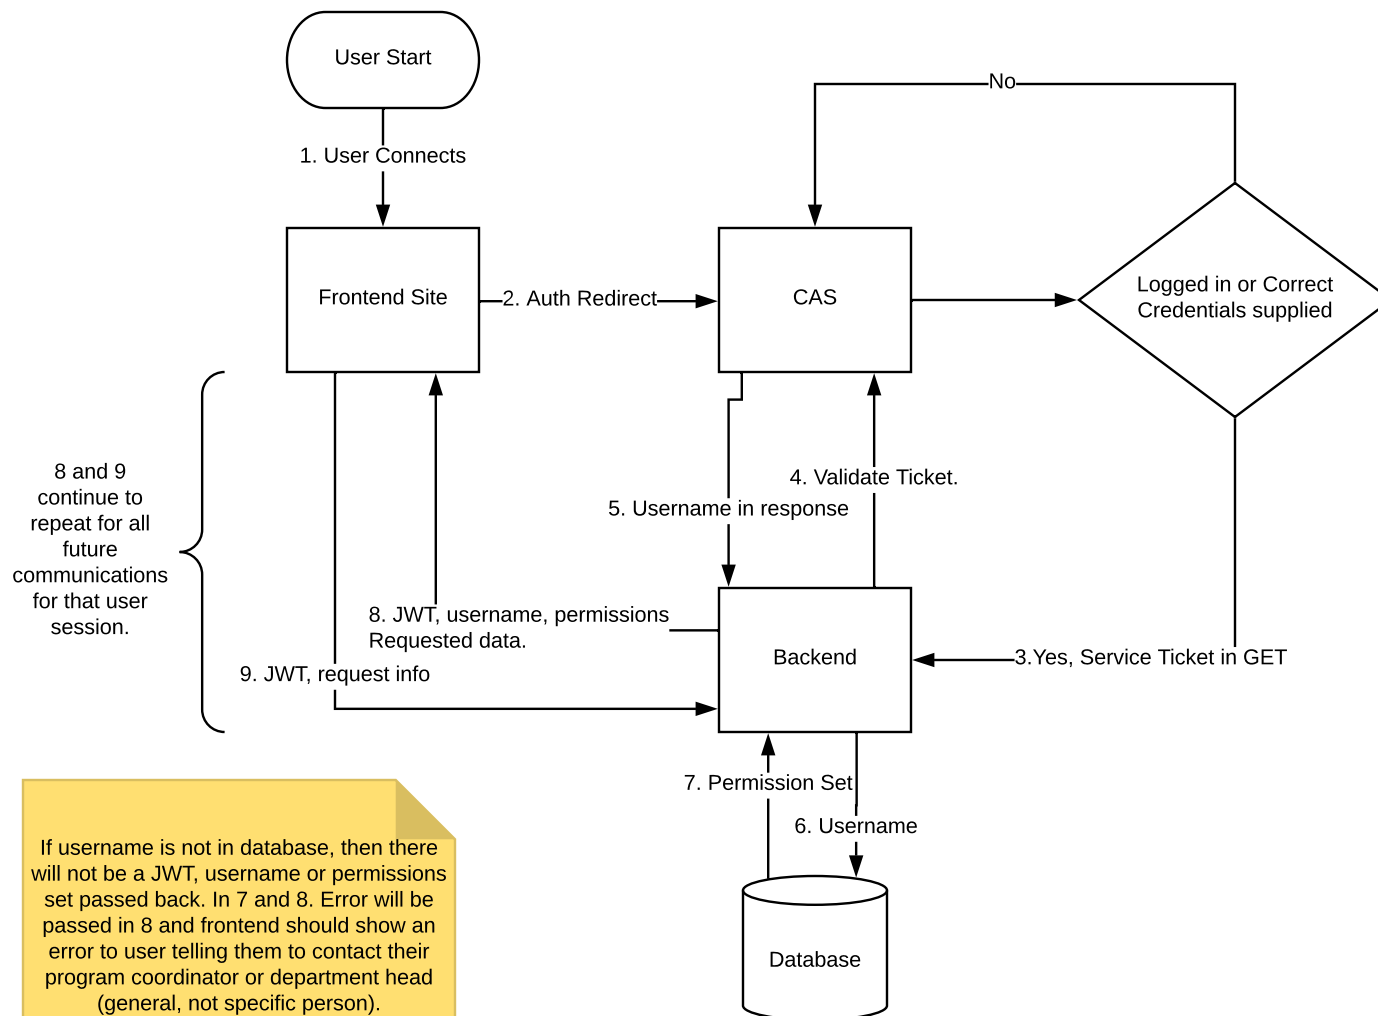 User Start
No
1. User Connects
Frontend Site
2. Auth Redirect
CAS
Logged in or Correct
Credentials supplied
8 and 9
continue to
repeat for all
future
communications
for that user
session.
4. Validate Ticket.
5. Username in response
8. JWT, username, permissions
Requested data.
9. JWT, request info
Backend
3.Yes, Service Ticket in GET
7. Permission Set
6. Username
If username is not in database, then there
will not be a JWT, username or permissions
set passed back. In 7 and 8. Error will be
passed in 8 and frontend should show an
error to user telling them to contact their
program coordinator or department head
(general, not specific person).
Database